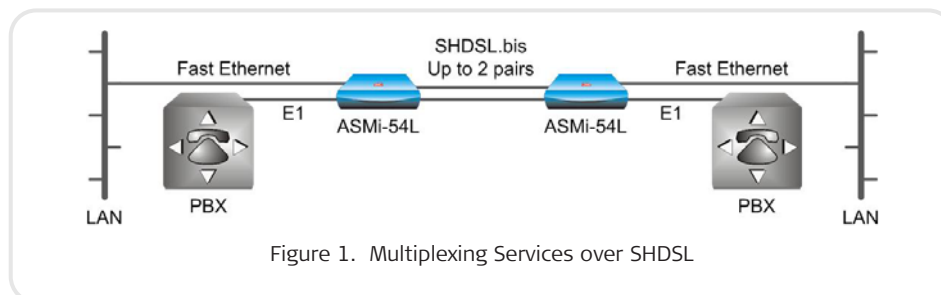 SHDSL.bis
Up to 2 pairs
Fast Ethernet
Fast Ethernet
E1
E1
ASMi-54L
ASMi-54L
PBX
PBX
LAN
LAN
Figure 1. Multiplexing Services over SHDSL